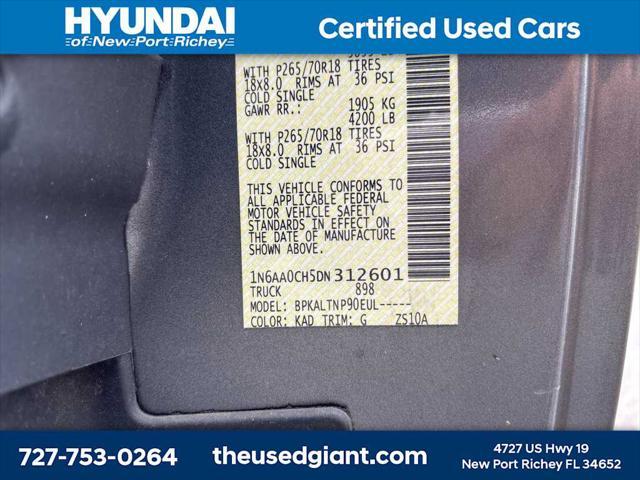 HYUNDAI
of New Port Richey
Certified Used Cars
WITH P265/70R18 TIRES
18X8.0 RIMS AT 36 PSI
COLD SINGLE
GAWR RR.: 1905 KG
4200 LB
WITH P265/70R18 TIRES
18X8.0 RIMS AT 36 PSI
COLD SINGLE
THIS VEHICLE CONFORMS TO
ALL APPLICABLE FEDERAL
MOTOR VEHICLE SAFETY
STANDARDS IN EFFECT ON
THE DATE OF MANUFACTURE
SHOWN ABOVE.
1N6AA0CH5DN312601
TRUCK 898
MODEL: BPKALTNP90EUL-----
COLOR: KAD TRIM: G ZS10A
727-753-0264
theusedgiant.com
4727 US Hwy 19
New Port Richey FL 34652